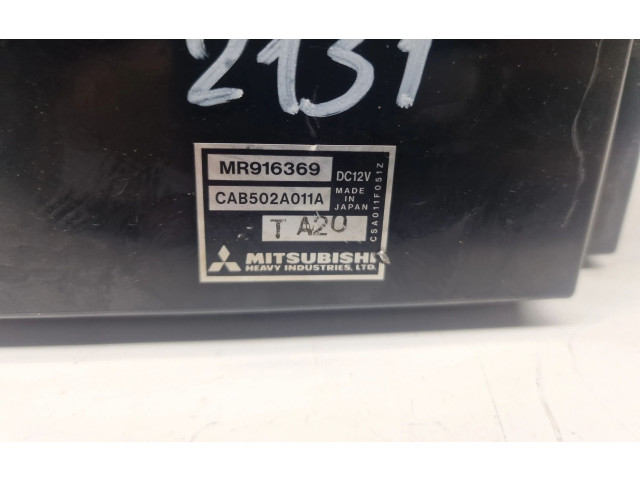 2131
MR916369
DC12V
CAB502A011A
MADE
IN
JAPAN
T A20
MITSUBISHI
HEAVY INDUSTRIES, LTD.
CSA011F051Z